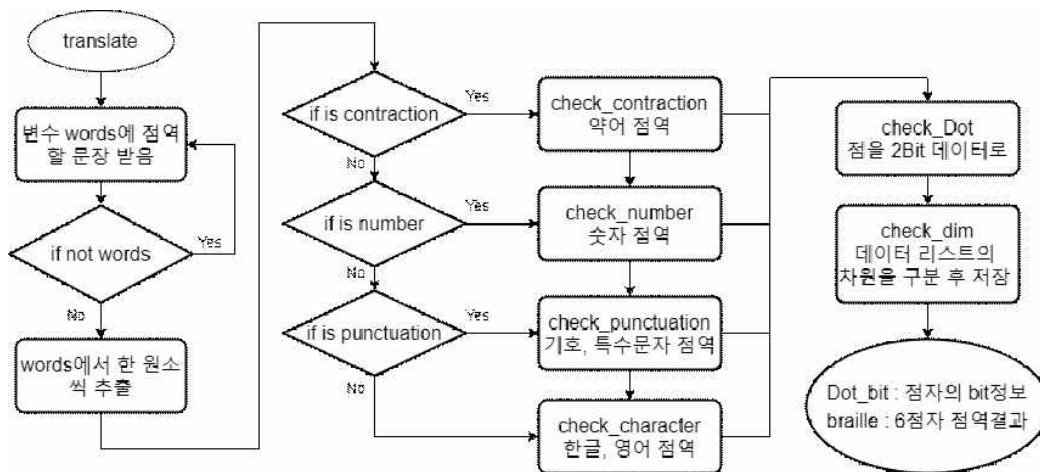 translate
변수 words에 점역
할 문장 받음
if not words
Yes
No
words에서 한 원소
씩 추출
if is contraction
Yes
No
if is number
Yes
No
if is punctuation
Yes
No
check_contraction
약어 점역
check_number
숫자 점역
check_punctuation
기호, 특수문자 점역
check_character
한글, 영어 점역
check_Dot
점을 2Bit 데이터로
check_dim
데이터 리스트의
차원을 구분 후 저장
Dot_bit : 점자의 bit정보
braille : 6점자 점역결과